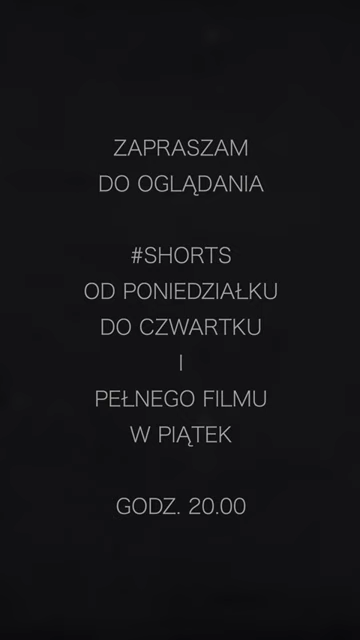 ZAPRASZAM
DO OGLĄDANIA
#SHORTS
OD PONIEDZIAŁKU
DO CZWARTKU
I
PEŁNEGO FILMU
W PIĄTEK
GODZ. 20.00